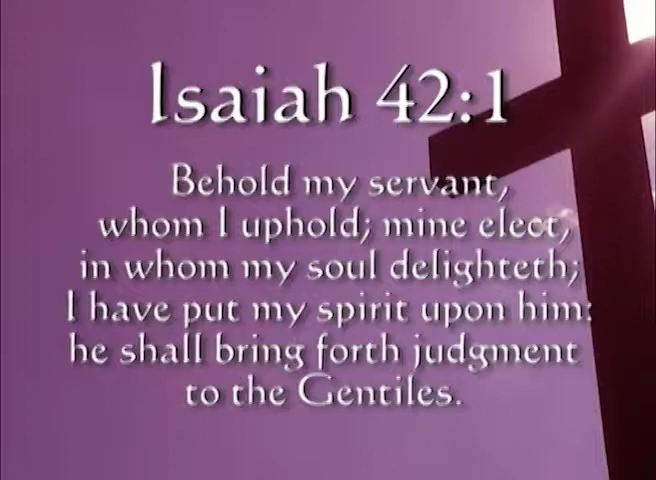 Isaiah 42:1
Behold my servant,
whom I uphold; mine elect,
in whom my soul delighteth;
I have put my spirit upon him:
he shall bring forth judgment
to the Gentiles.